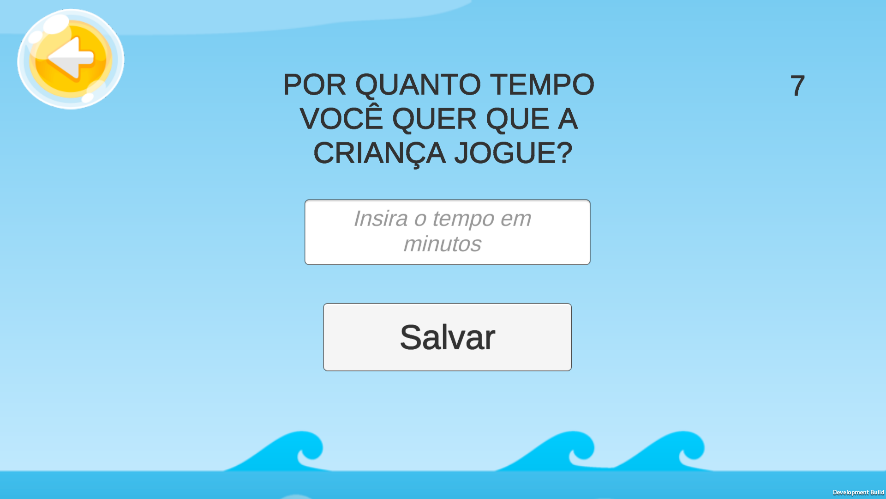 POR QUANTO TEMPO
VOCÊ QUER QUE A
CRIANÇA JOGUE?
7
Insira o tempo em
minutos
Salvar
Development Build